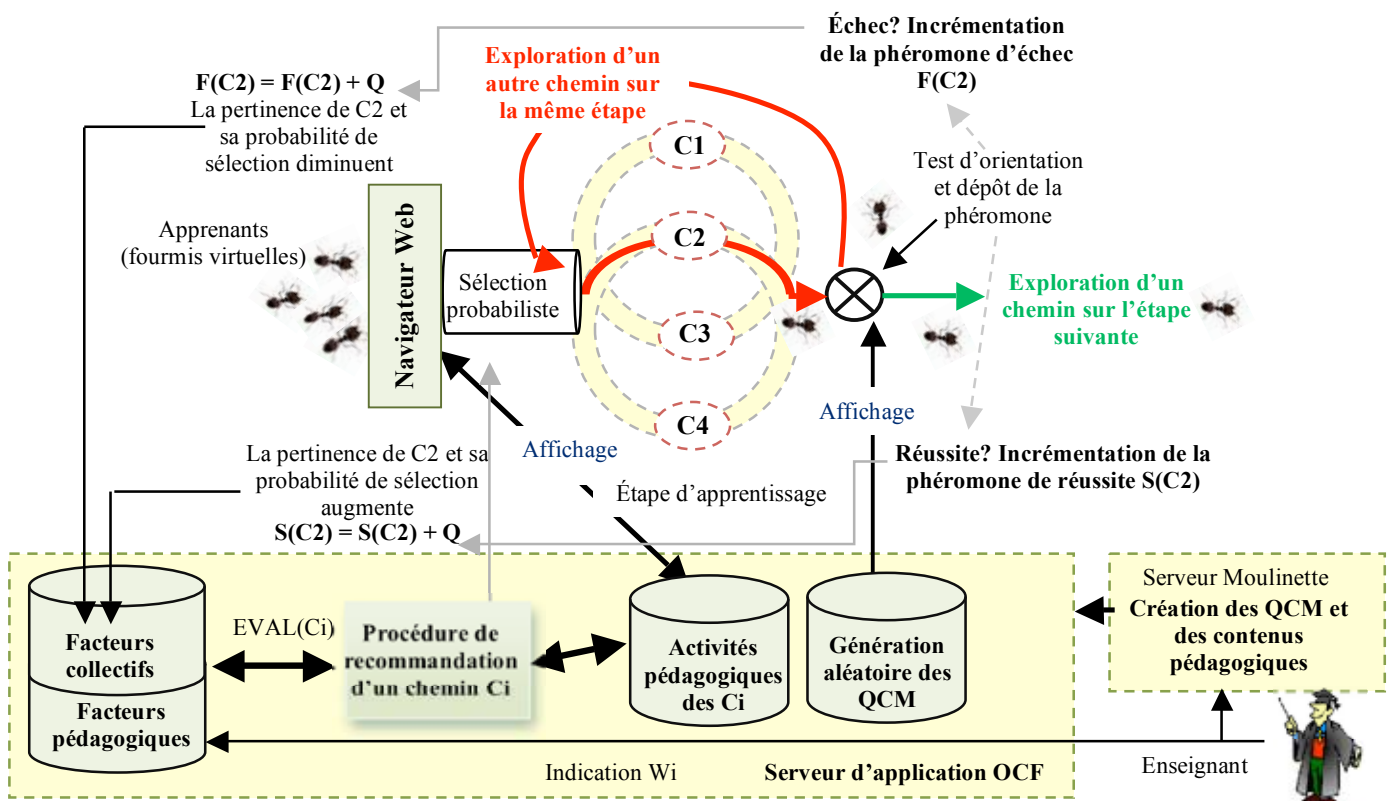 Échec? Incrémentation
de la phéromone d'échec
F(C2)
Exploration d'un
autre chemin sur
la même étape
F(C2) = F(C2) + Q
La pertinence de C2 et
sa probabilité de
sélection diminuent
C1
Test d'orientation
et dépôt de la
phéromone
Apprenants
(fourmis virtuelles)
Navigateur Web
C2
Sélection
probabiliste
Exploration d'un
chemin sur l'étape
suivante
C3
C4
Affichage
Affichage
La pertinence de C2 et sa
probabilité de sélection
augmente
S(C2) = S(C2) + Q
Réussite? Incrémentation de la
phéromone de réussite S(C2)
Étape d'apprentissage
Serveur Moulinette
Création des QCM et
des contenus
pédagogiques
Facteurs
collectifs
EVAL(Ci)
Procédure de
recommandation
d'un chemin Ci
Activités
pédagogiques
des Ci
Génération
aléatoire des
QCM
Facteurs
pédagogiques
Indication Wi
Serveur d'application OCF
Enseignant